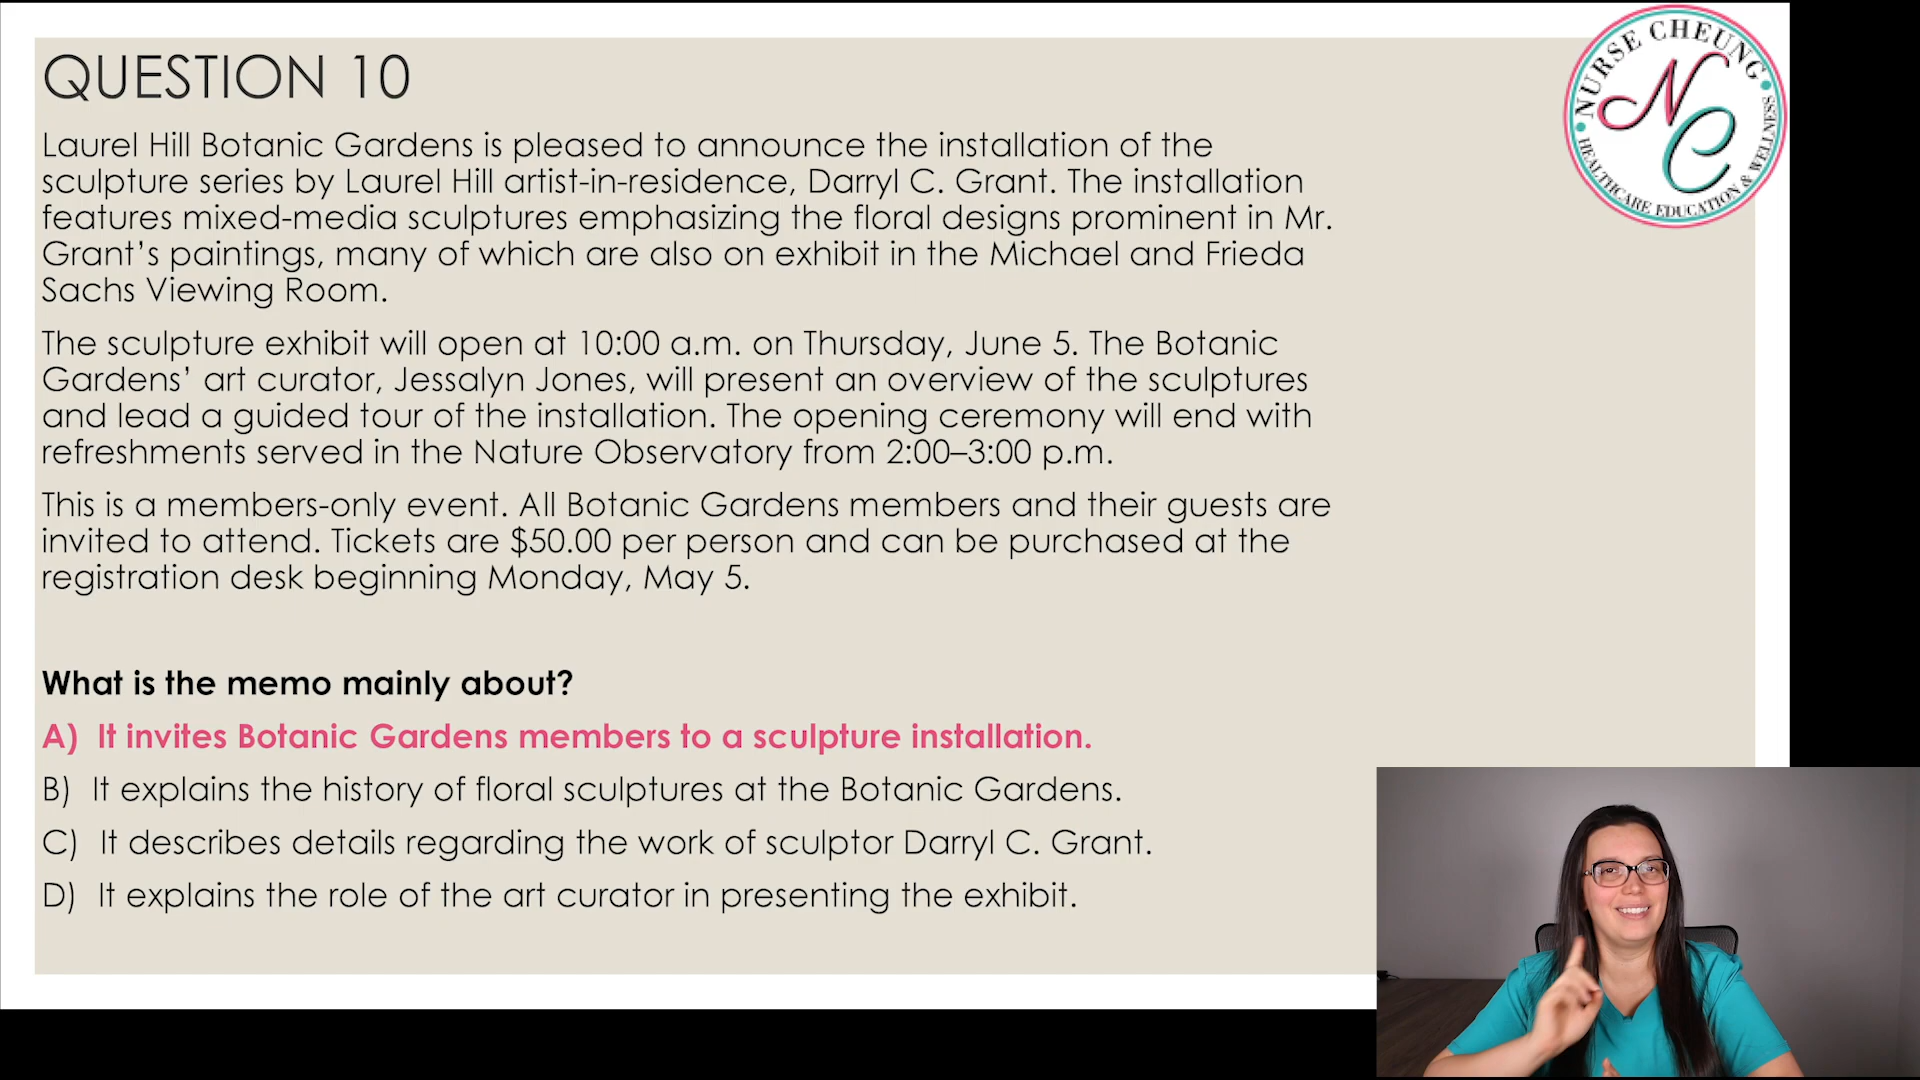 QUESTION 10
Laurel Hill Botanic Gardens is pleased to announce the installation of the
sculpture series by Laurel Hill artist-in-residence, Darryl C. Grant. The installation
features mixed-media sculptures emphasizing the floral designs prominent in Mr.
Grant’s paintings, many of which are also on exhibit in the Michael and Frieda
Sachs Viewing Room.
The sculpture exhibit will open at 10:00 a.m. on Thursday, June 5. The Botanic
Gardens’ art curator, Jessalyn Jones, will present an overview of the sculptures
and lead a guided tour of the installation. The opening ceremony will end with
refreshments served in the Nature Observatory from 2:00–3:00 p.m.
This is a members-only event. All Botanic Gardens members and their guests are
invited to attend. Tickets are $50.00 per person and can be purchased at the
registration desk beginning Monday, May 5.
What is the memo mainly about?
A) It invites Botanic Gardens members to a sculpture installation.
B) It explains the history of floral sculptures at the Botanic Gardens.
C) It describes details regarding the work of sculptor Darryl C. Grant.
D) It explains the role of the art curator in presenting the exhibit.
NURSE CHEUNG
NC
HEALTHCARE EDUCATION & WELLNESS